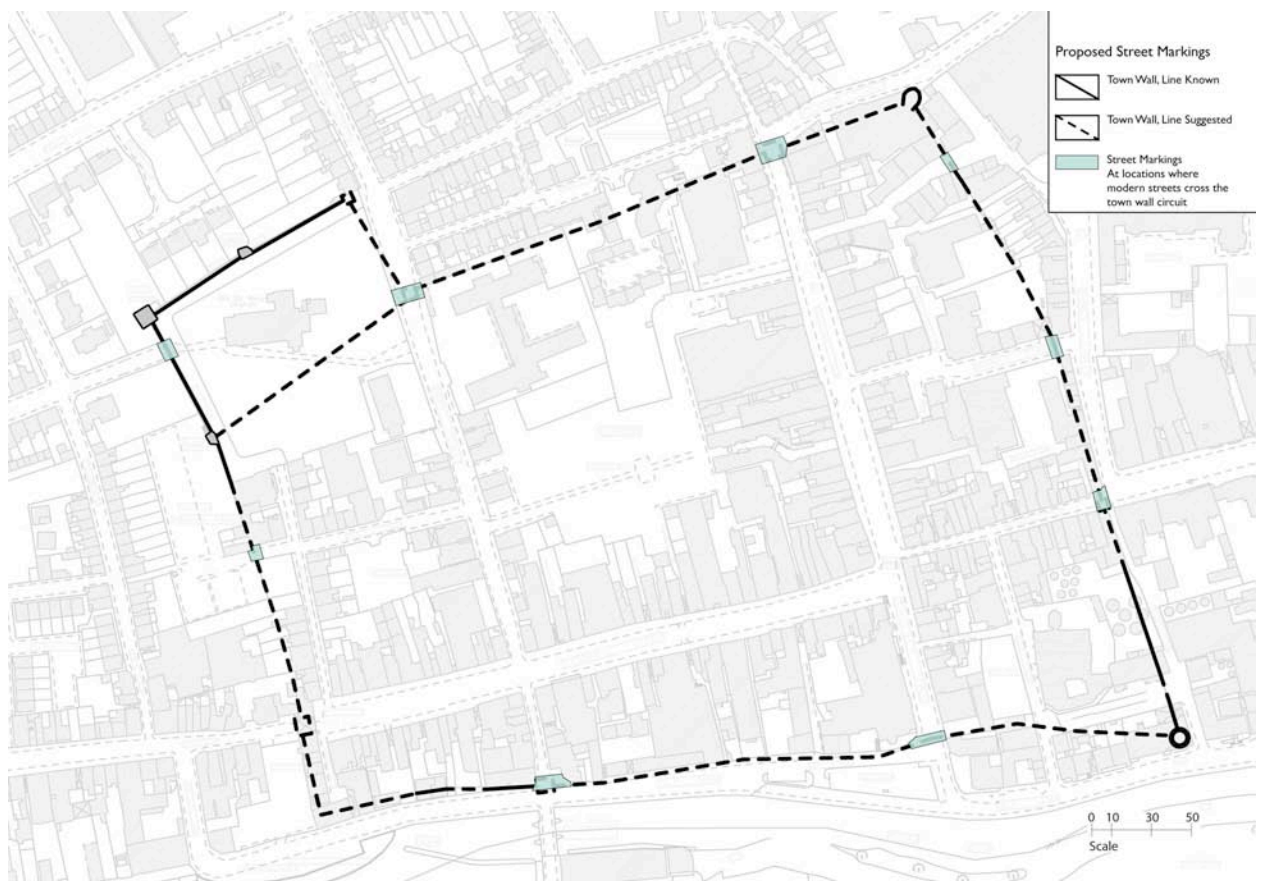 Proposed Street Markings
Town Wall, Line Known
Town Wall, Line Suggested
Street Markings
At locations where
modern streets cross the
town wall circuit
0 10 30 50
Scale